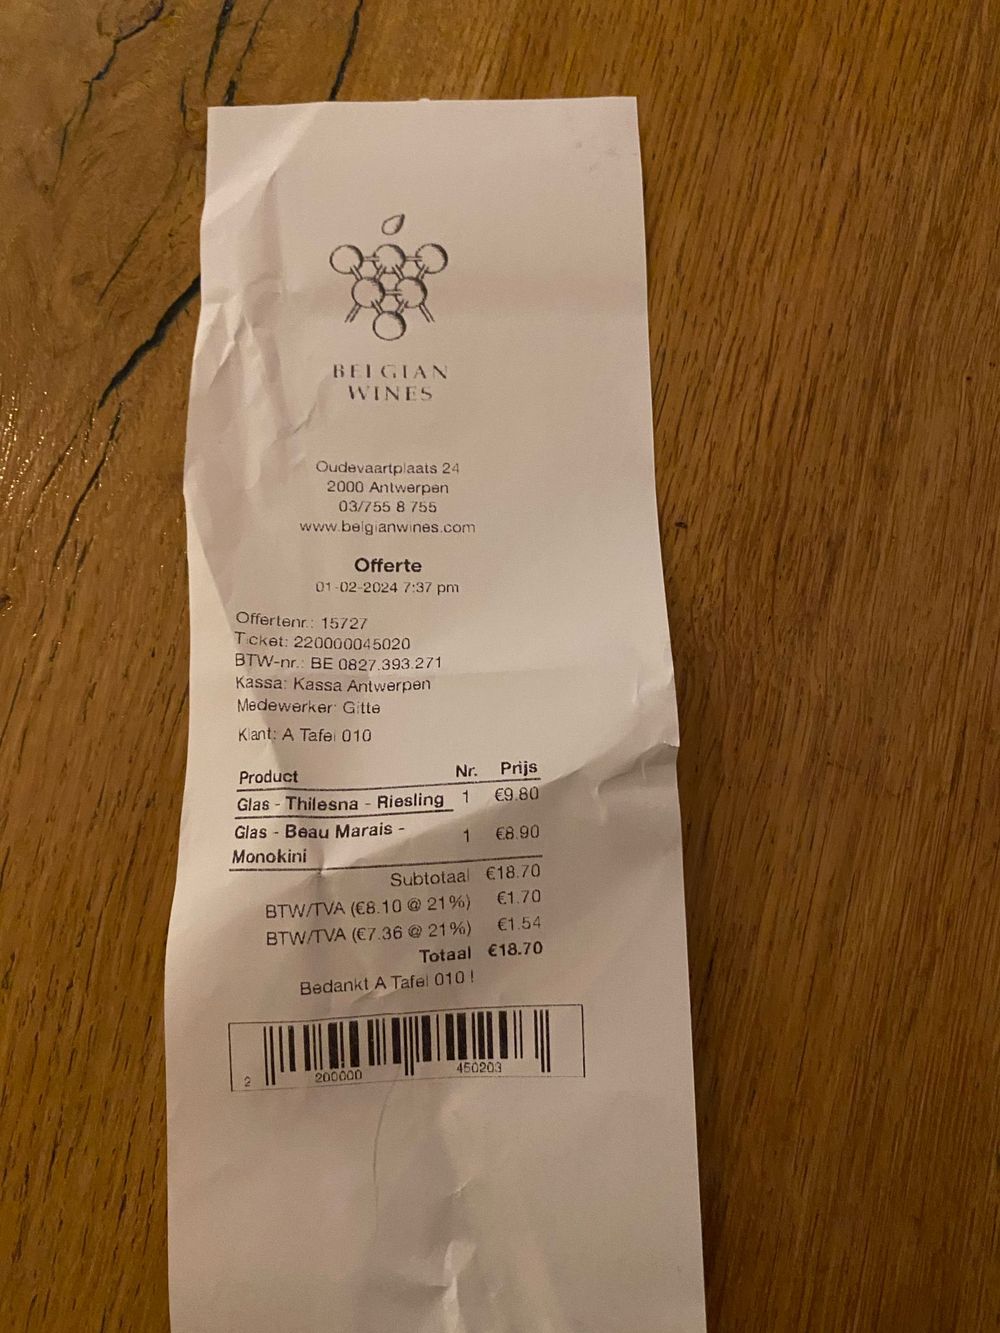 BELGIAN
WINES
Oudevaartplaats 24
2000 Antwerpen
03/755 8 755
www.belgianwines.com
Offerte
01-02-2024 7:37 pm
Offertenr.: 15727
Ticket: 220000045020
BTW-nr.: BE 0827.393.271
Kassa: Kassa Antwerpen
Medewerker: Gitte
Klant: A Tafel 010
Product Nr. Prijs
Glas - Thilesna - Riesling 1 €9.80
Glas - Beau Marais - 1 €8.90
Monokini
Subtotaal €18.70
BTW/TVA (€8.10 @ 21%) €1.70
BTW/TVA (€7.36 @ 21%) €1.54
Totaal €18.70
Bedankt A Tafel 010 !
2 200000 450203